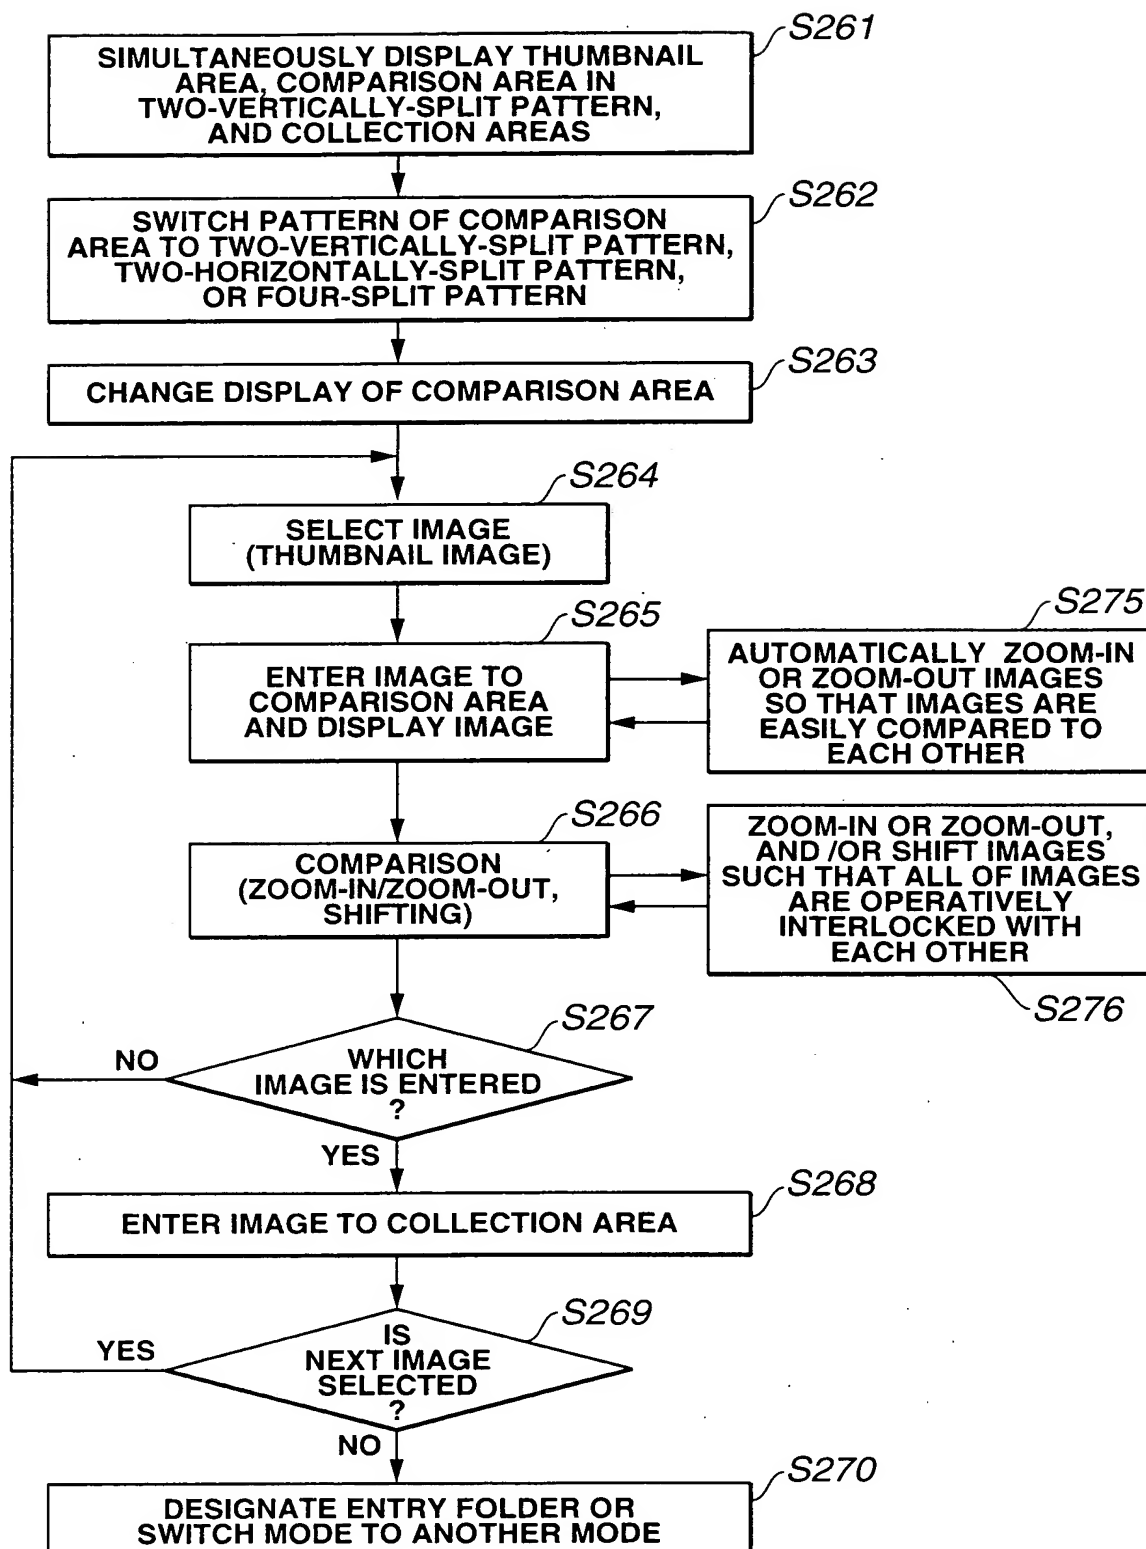 S261
SIMULTANEOUSLY DISPLAY THUMBNAIL
AREA, COMPARISON AREA IN
TWO-VERTICALLY-SPLIT PATTERN,
AND COLLECTION AREAS
S262
SWITCH PATTERN OF COMPARISON
AREA TO TWO-VERTICALLY-SPLIT PATTERN,
TWO-HORIZONTALLY-SPLIT PATTERN,
OR FOUR-SPLIT PATTERN
S263
CHANGE DISPLAY OF COMPARISON AREA
S264
SELECT IMAGE
(THUMBNAIL IMAGE)
S265
ENTER IMAGE TO
COMPARISON AREA
AND DISPLAY IMAGE
S275
AUTOMATICALLY ZOOM-IN
OR ZOOM-OUT IMAGES
SO THAT IMAGES ARE
EASILY COMPARED TO
EACH OTHER
S266
COMPARISON
(ZOOM-IN/ZOOM-OUT,
SHIFTING)
ZOOM-IN OR ZOOM-OUT,
AND /OR SHIFT IMAGES
SUCH THAT ALL OF IMAGES
ARE OPERATIVELY
INTERLOCKED WITH
EACH OTHER
S276
S267
NO
WHICH
IMAGE IS ENTERED
?
YES
S268
ENTER IMAGE TO COLLECTION AREA
S269
YES
IS
NEXT IMAGE
SELECTED
?
NO
S270
DESIGNATE ENTRY FOLDER OR
SWITCH MODE TO ANOTHER MODE